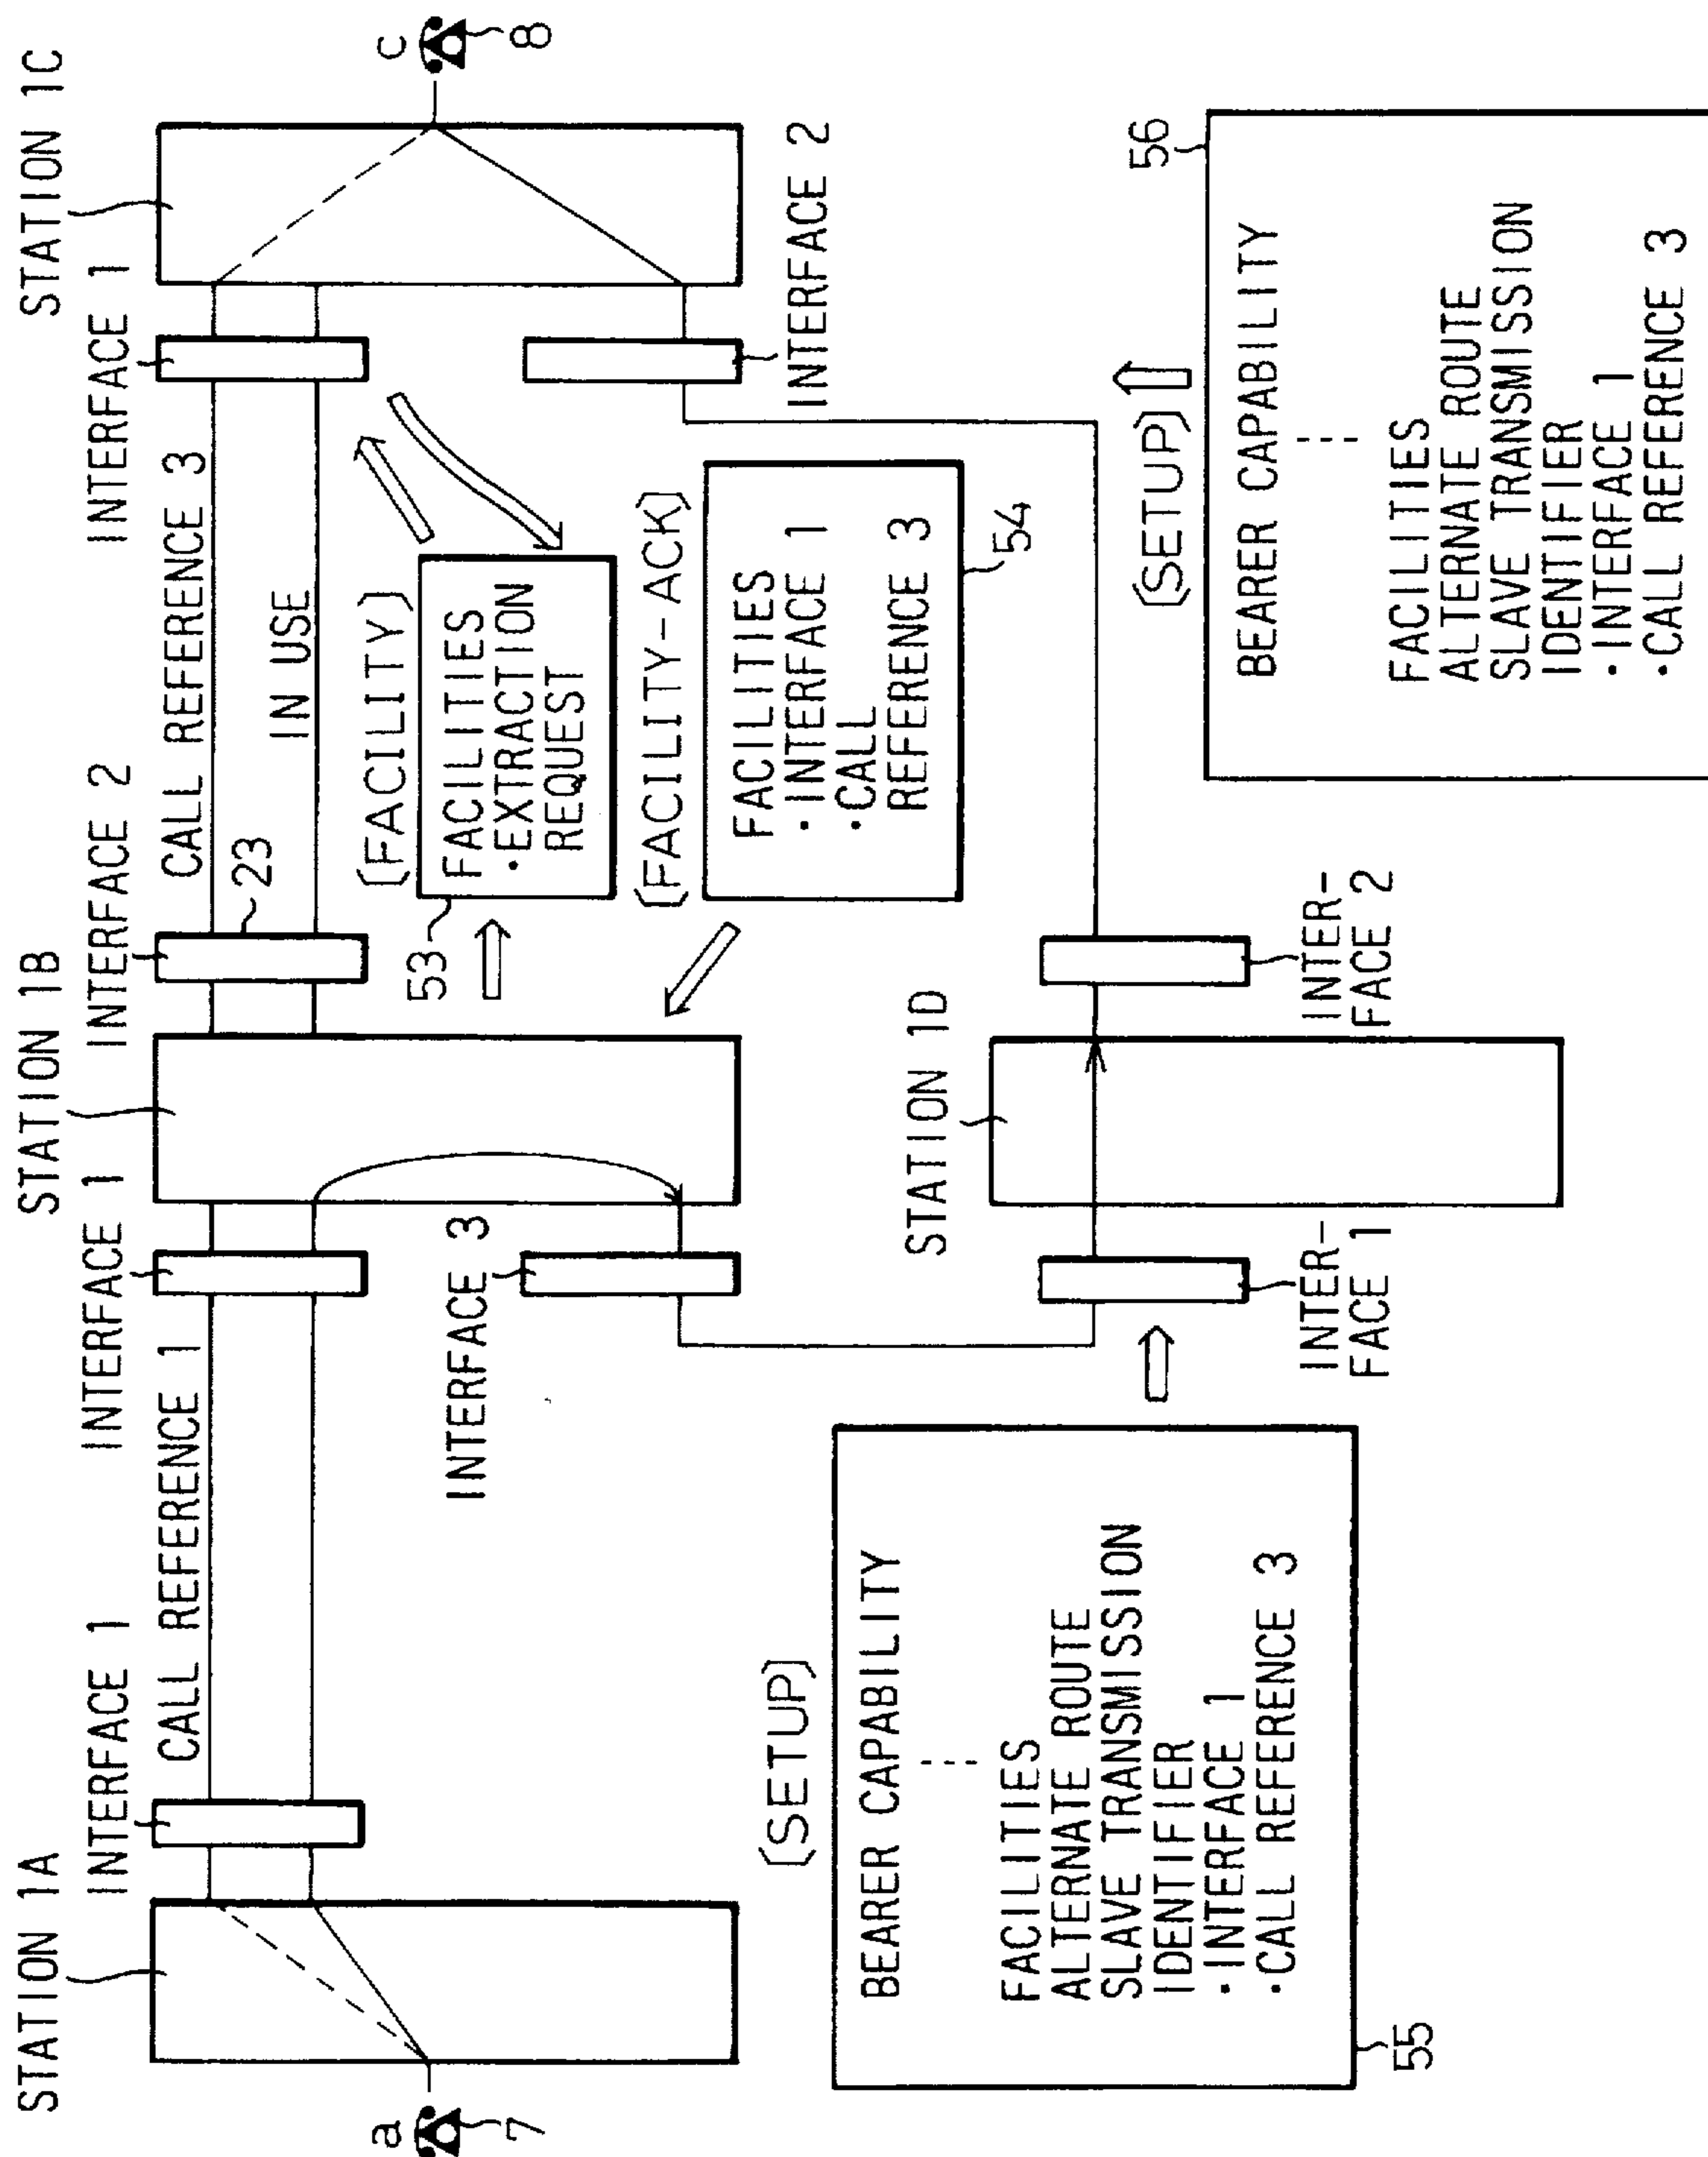 STATION 1A
STATION 1B
STATION 1C
INTERFACE 1
INTERFACE 1
INTERFACE 2
INTERFACE 1
CALL REFERENCE 1
CALL REFERENCE 3
23
IN USE
a
7
c
8
(FACILITY)
53
FACILITIES
・EXTRACTION
REQUEST
(FACILITY-ACK)
FACILITIES
・INTERFACE 1
・CALL
REFERENCE 3
54
INTERFACE 3
INTERFACE 2
(SETUP)
BEARER CAPABILITY
FACILITIES
ALTERNATE ROUTE
SLAVE TRANSMISSION
IDENTIFIER
・INTERFACE 1
・CALL REFERENCE 3
55
STATION 1D
INTER-
FACE 1
INTER-
FACE 2
(SETUP)
56
BEARER CAPABILITY
FACILITIES
ALTERNATE ROUTE
SLAVE TRANSMISSION
IDENTIFIER
・INTERFACE 1
・CALL REFERENCE 3